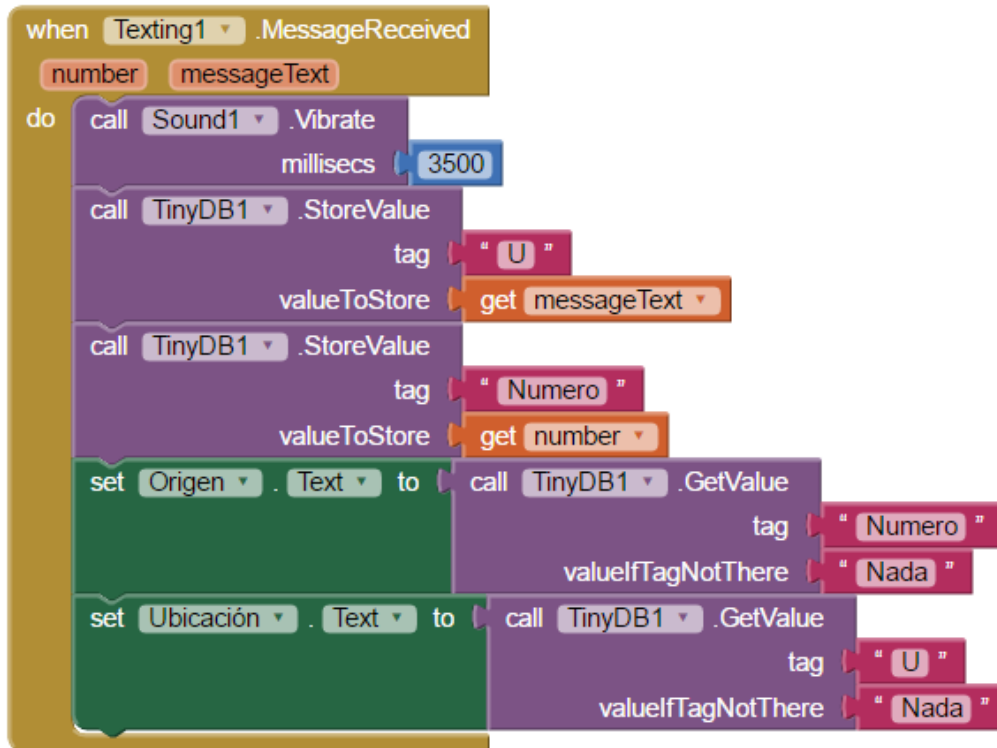 when Texting1 .MessageReceived
number messageText
do call Sound1 .Vibrate
millisecs 3500
call TinyDB1 .StoreValue
tag " U "
valueToStore get messageText
call TinyDB1 .StoreValue
tag " Numero "
valueToStore get number
set Origen . Text to call TinyDB1 .GetValue
tag " Numero "
valueIfTagNotThere " Nada "
set Ubicación . Text to call TinyDB1 .GetValue
tag " U "
valueIfTagNotThere " Nada "